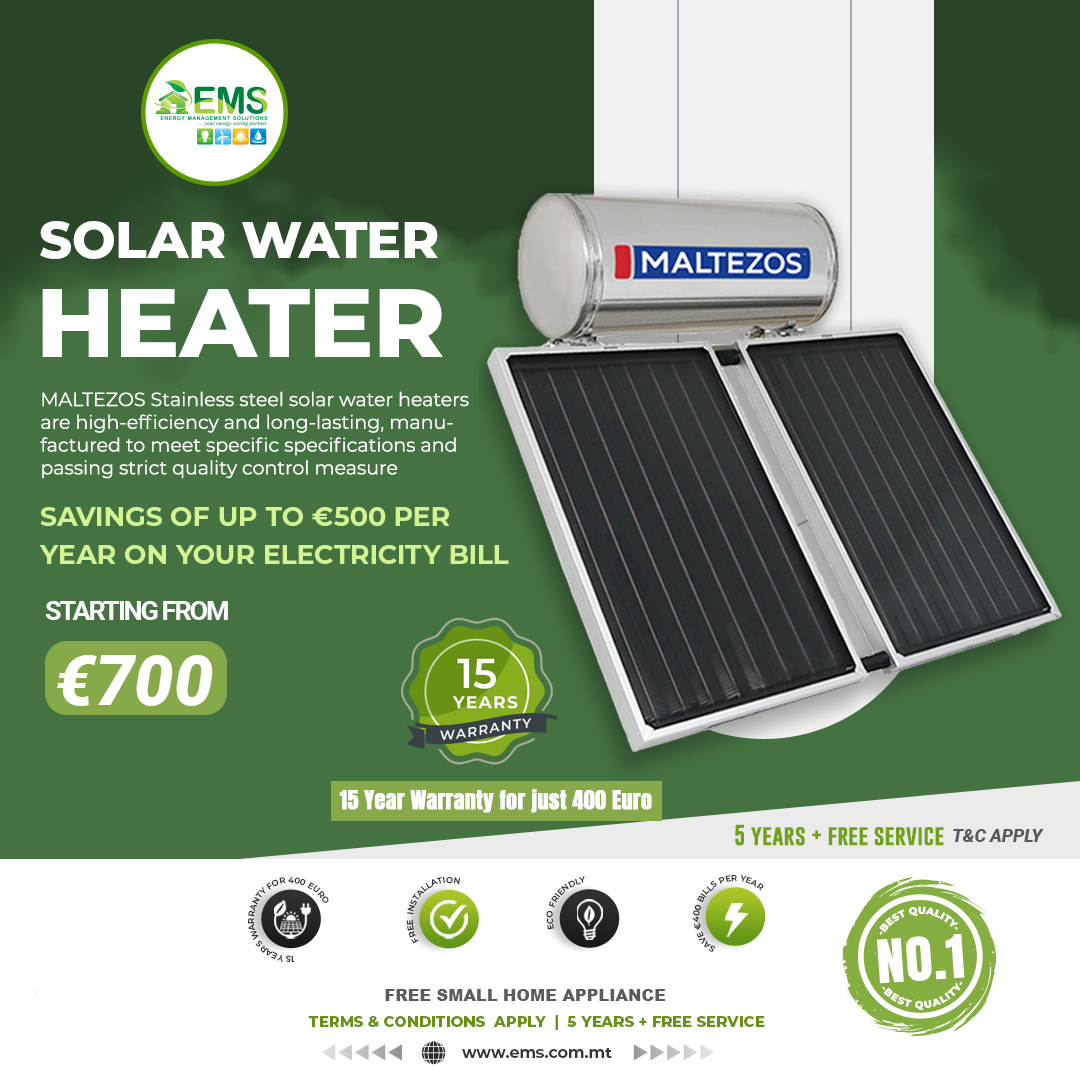 EMS
ENERGY MANAGEMENT SOLUTIONS
...your energy saving partner
SOLAR WATER
HEATER
MALTEZOS
MALTEZOS Stainless steel solar water heaters
are high-efficiency and long-lasting, manu-
factured to meet specific specifications and
passing strict quality control measure
SAVINGS OF UP TO €500 PER
YEAR ON YOUR ELECTRICITY BILL
STARTING FROM
€700
15
YEARS
WARRANTY
15 Year Warranty for just 400 Euro
5 YEARS + FREE SERVICE T&C APPLY
15 YEARS WARRANTY FOR 400 EURO
FREE INSTALLATION
ECO FRIENDLY
SAVE €400 BILLS PER YEAR
-BEST QUALITY-
NO.1
-BEST QUALITY-
FREE SMALL HOME APPLIANCE
TERMS & CONDITIONS APPLY | 5 YEARS + FREE SERVICE
www.ems.com.mt